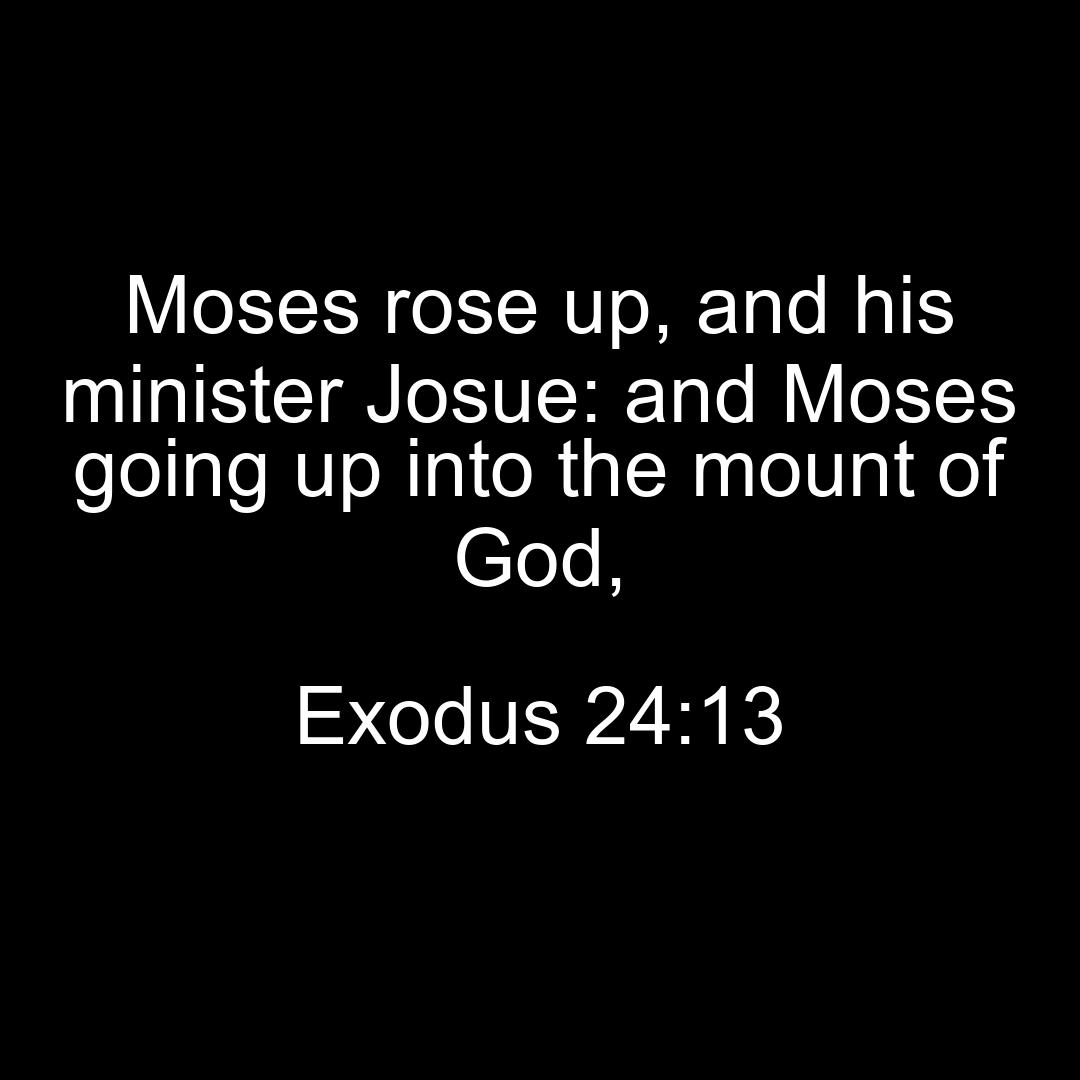 Moses rose up, and his
minister Josue: and Moses
going up into the mount of
God,
Exodus 24:13